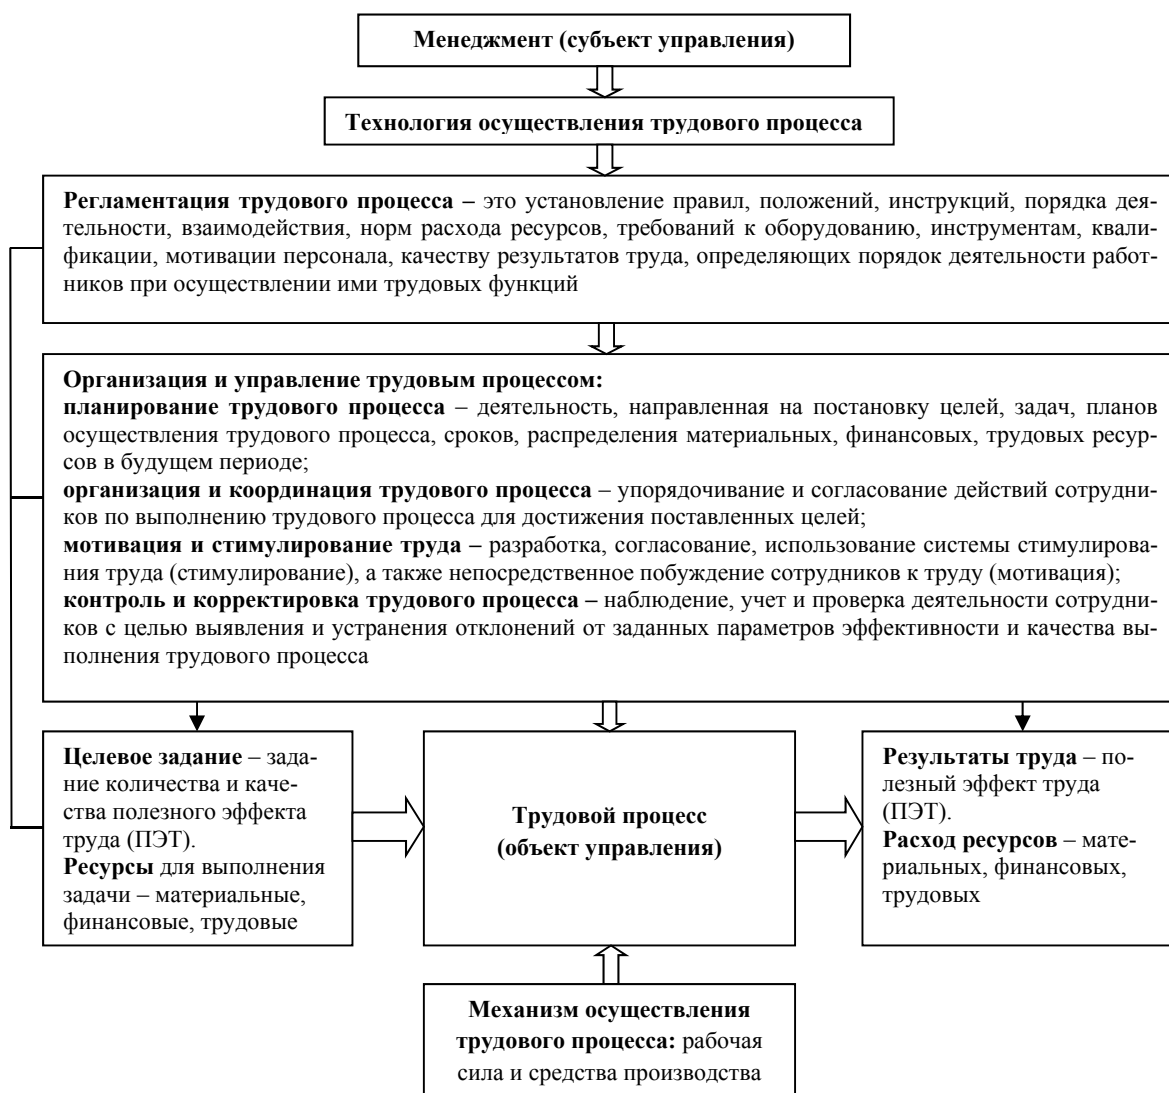 Менеджмент (субъект управления)
Технология осуществления трудового процесса
Регламентация трудового процесса – это установление правил, положений, инструкций, порядка дея-
тельности, взаимодействия, норм расхода ресурсов, требований к оборудованию, инструментам, квали-
фикации, мотивации персонала, качеству результатов труда, определяющих порядок деятельности работ-
ников при осуществлении ими трудовых функций
Организация и управление трудовым процессом:
планирование трудового процесса – деятельность, направленная на постановку целей, задач, планов
осуществления трудового процесса, сроков, распределения материальных, финансовых, трудовых ресур-
сов в будущем периоде;
организация и координация трудового процесса – упорядочивание и согласование действий сотрудни-
ков по выполнению трудового процесса для достижения поставленных целей;
мотивация и стимулирование труда – разработка, согласование, использование системы стимулирова-
ния труда (стимулирование), а также непосредственное побуждение сотрудников к труду (мотивация);
контроль и корректировка трудового процесса – наблюдение, учет и проверка деятельности сотрудни-
ков с целью выявления и устранения отклонений от заданных параметров эффективности и качества вы-
полнения трудового процесса
Целевое задание – зада-
ние количества и каче-
ства полезного эффекта
труда (ПЭТ).
Ресурсы для выполнения
задачи – материальные,
финансовые, трудовые
Трудовой процесс
(объект управления)
Результаты труда – по-
лезный эффект труда
(ПЭТ).
Расход ресурсов – мате-
риальных, финансовых,
трудовых
Механизм осуществления
трудового процесса: рабочая
сила и средства производства